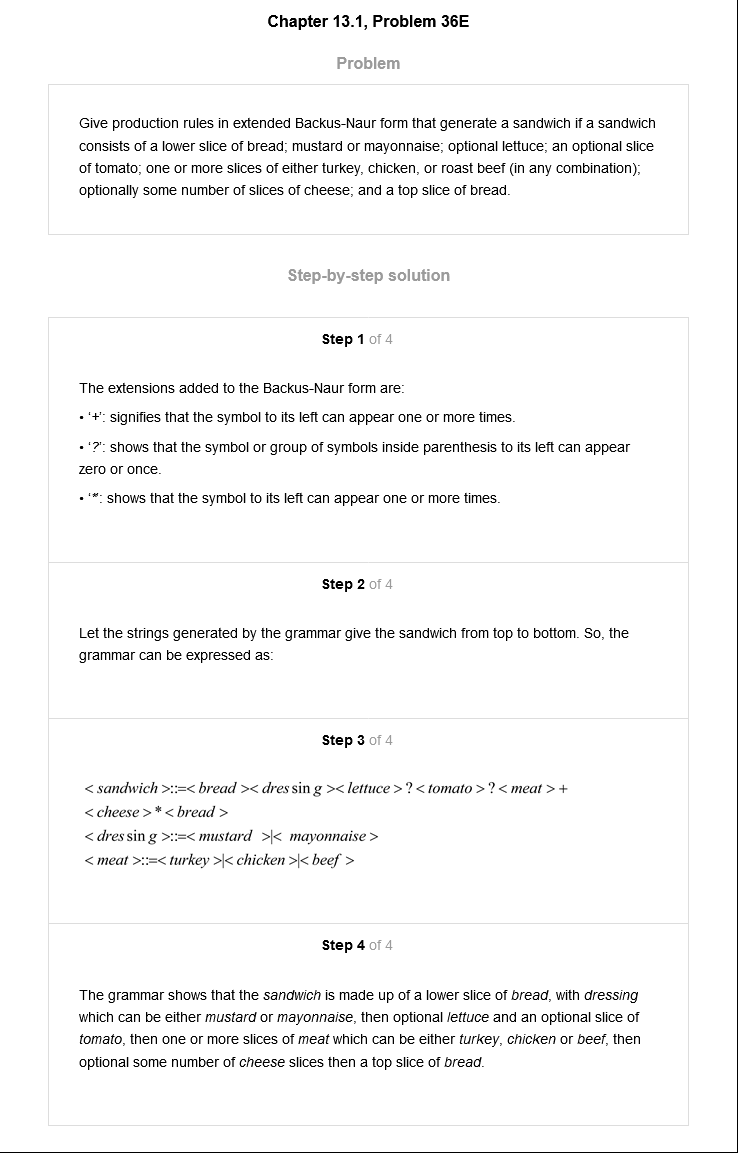 Chapter 13.1, Problem 36E
Problem
Give production rules in extended Backus-Naur form that generate a sandwich if a sandwich
consists of a lower slice of bread; mustard or mayonnaise; optional lettuce; an optional slice
of tomato; one or more slices of either turkey, chicken, or roast beef (in any combination);
optionally some number of slices of cheese; and a top slice of bread.
Step-by-step solution
Step 1 of 4
The extensions added to the Backus-Naur form are:
• ‘+’: signifies that the symbol to its left can appear one or more times.
• ‘?’: shows that the symbol or group of symbols inside parenthesis to its left can appear
zero or once.
• ‘*’: shows that the symbol to its left can appear one or more times.
Step 2 of 4
Let the strings generated by the grammar give the sandwich from top to bottom. So, the
grammar can be expressed as:
Step 3 of 4
< sandwich >::=< bread >< dres sin g >< lettuce > ? < tomato > ? < meat > +
< cheese > * < bread >
< dres sin g >::=< mustard >|< mayonnaise >
< meat >::=< turkey >|< chicken >|< beef >
Step 4 of 4
The grammar shows that the sandwich is made up of a lower slice of bread, with dressing
which can be either mustard or mayonnaise, then optional lettuce and an optional slice of
tomato, then one or more slices of meat which can be either turkey, chicken or beef, then
optional some number of cheese slices then a top slice of bread.